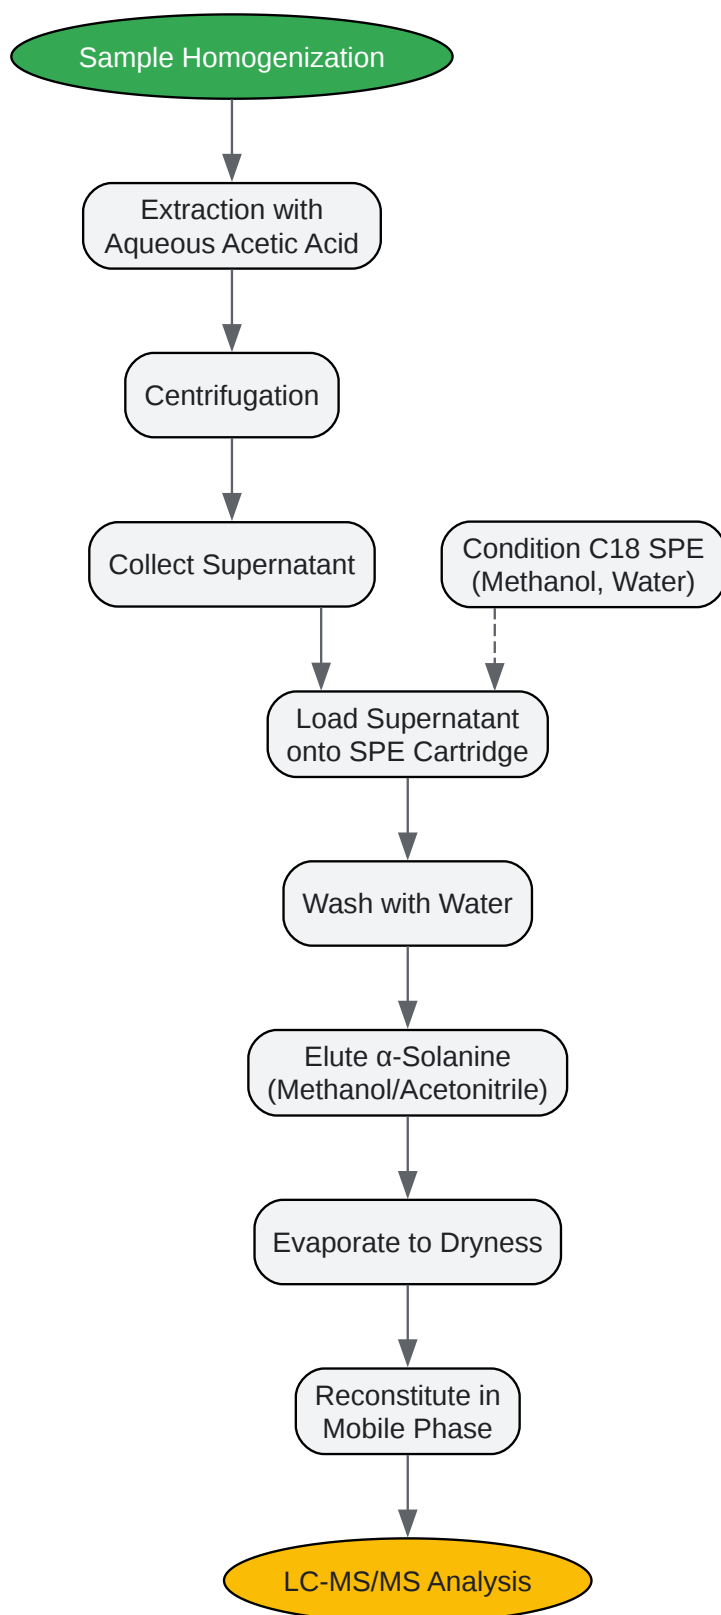 Sample Homogenization
Extraction with
Aqueous Acetic Acid
Centrifugation
Collect Supernatant
Condition C18 SPE
(Methanol, Water)
Load Supernatant
onto SPE Cartridge
Wash with Water
Elute α-Solanine
(Methanol/Acetonitrile)
Evaporate to Dryness
Reconstitute in
Mobile Phase
LC-MS/MS Analysis